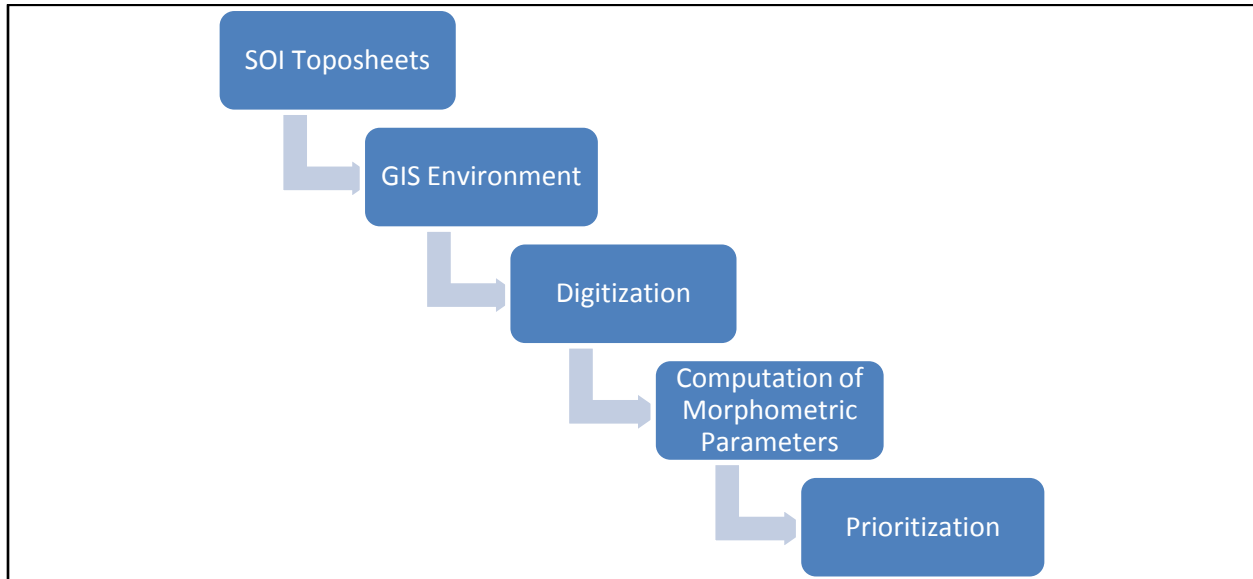 SOI Toposheets
GIS Environment
Digitization
Computation of
Morphometric
Parameters
Prioritization